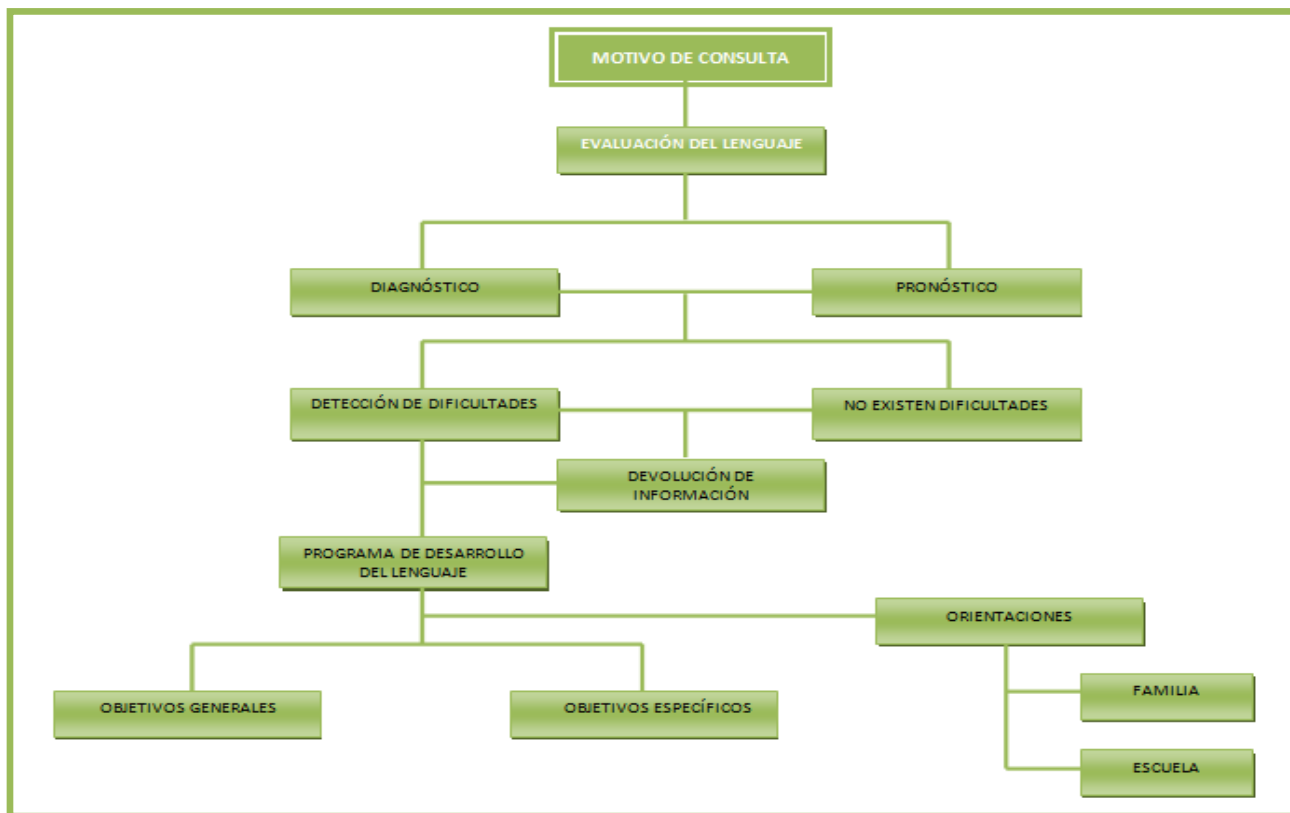 MOTIVO DE CONSULTA
EVALUACIÓN DEL LENGUAJE
DIAGNÓSTICO
PRONÓSTICO
DETECCIÓN DE DIFICULTADES
NO EXISTEN DIFICULTADES
DEVOLUCIÓN DE
INFORMACIÓN
PROGRAMA DE DESARROLLO
DEL LENGUAJE
ORIENTACIONES
OBJETIVOS GENERALES
OBJETIVOS ESPECÍFICOS
FAMILIA
ESCUELA